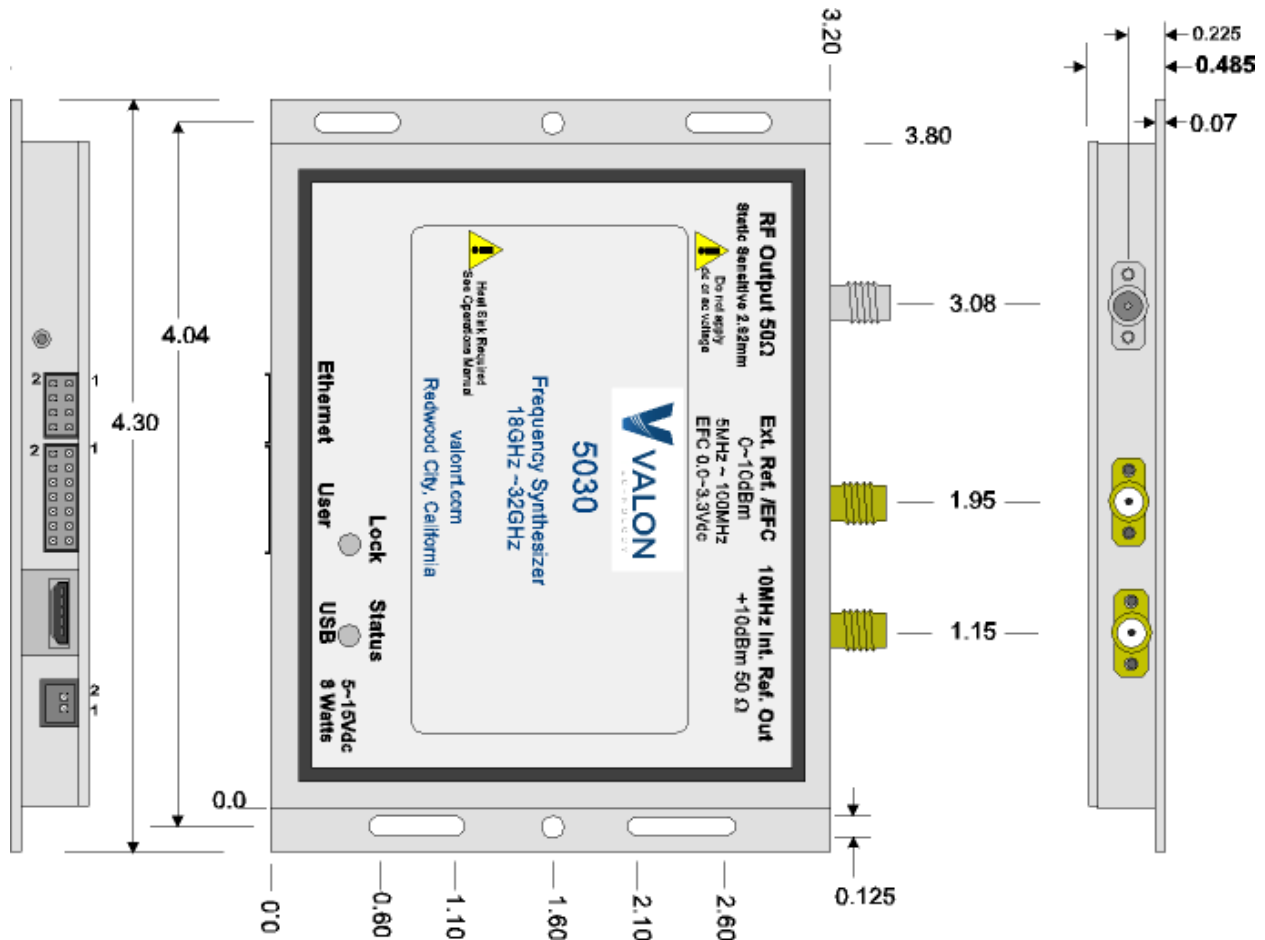 3.20
0.225
0.485
0.07
3.80
4.04
4.30
3.08
1.95
1.15
0.0
0.125
0.0
0.60
1.10
1.60
2.10
2.60
2 1
2 1
2
1
RF Output 50Ω
Static Sensitive 2.92mm
Do not apply
dc or ac voltage
Ext. Ref. /EFC
0~10dBm
5MHz ~ 100MHz
EFC 0.0~3.3Vdc
10MHz Int. Ref. Out
+10dBm 50 Ω
VALON
5030
Frequency Synthesizer
18GHz ~32GHz
valonrf.com
Redwood City, California
Heat Sink Required
See Operations Manual
Lock
Status
Ethernet
User
USB
5~15Vdc
8 Watts